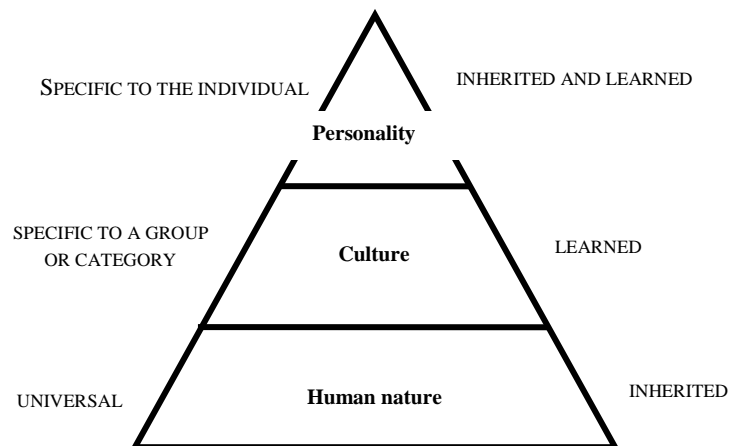 SPECIFIC TO THE INDIVIDUAL
INHERITED AND LEARNED
Personality
SPECIFIC TO A GROUP
OR CATEGORY
Culture
LEARNED
UNIVERSAL
Human nature
INHERITED